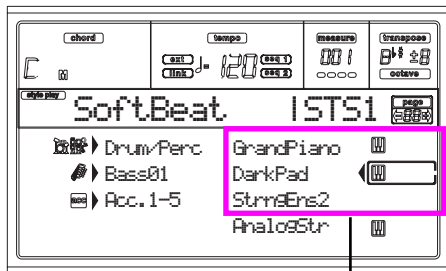 chord tempo measure transpose
C M ext link ♩= 120 seq 1 seq 2 001 B♭♯ ±8 octave
style play SoftBeat |STS1 page
Drum/Perc GrandPiano M
Bass01 DarkPad M
acc Acc.1-5 StrngEns2
AnalogStr M